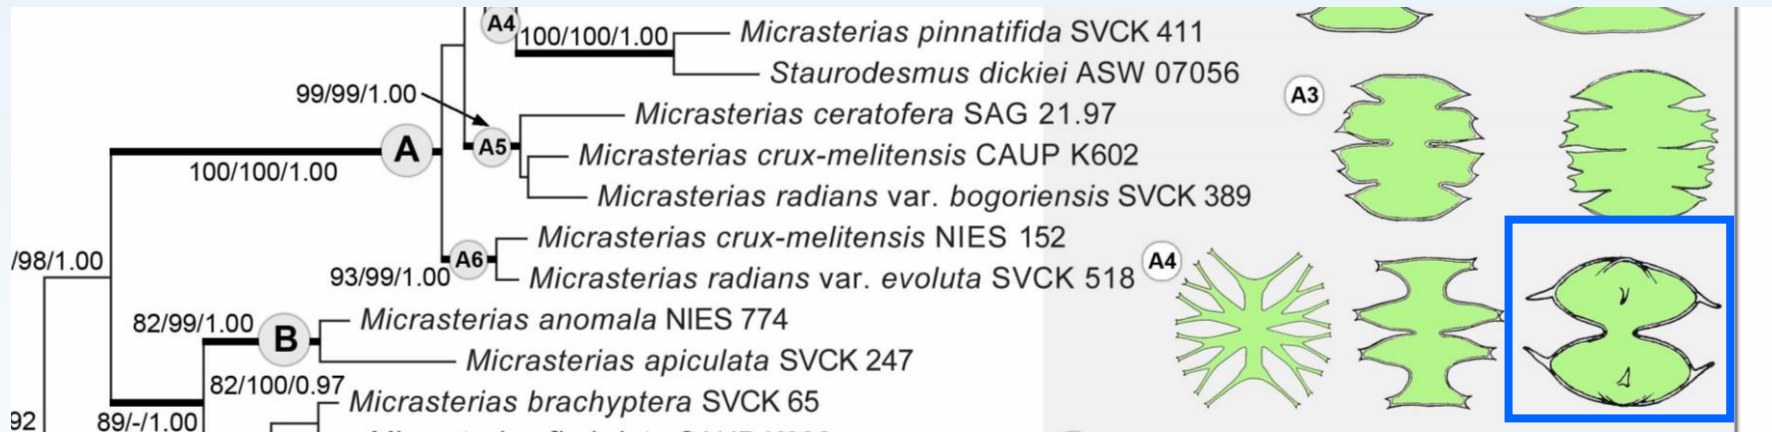 A4
100/100/1.00
Micrasterias pinnatifida SVCK 411
Staurodesmus dickiei ASW 07056
99/99/1.00
Micrasterias ceratofera SAG 21.97
A3
A
A5
Micrasterias crux-melitensis CAUP K602
100/100/1.00
Micrasterias radians var. bogoriensis SVCK 389
Micrasterias crux-melitensis NIES 152
/98/1.00
A6
A4
93/99/1.00
Micrasterias radians var. evoluta SVCK 518
82/99/1.00
Micrasterias anomala NIES 774
B
Micrasterias apiculata SVCK 247
82/100/0.97
Micrasterias brachyptera SVCK 65
92
89/-/1.00